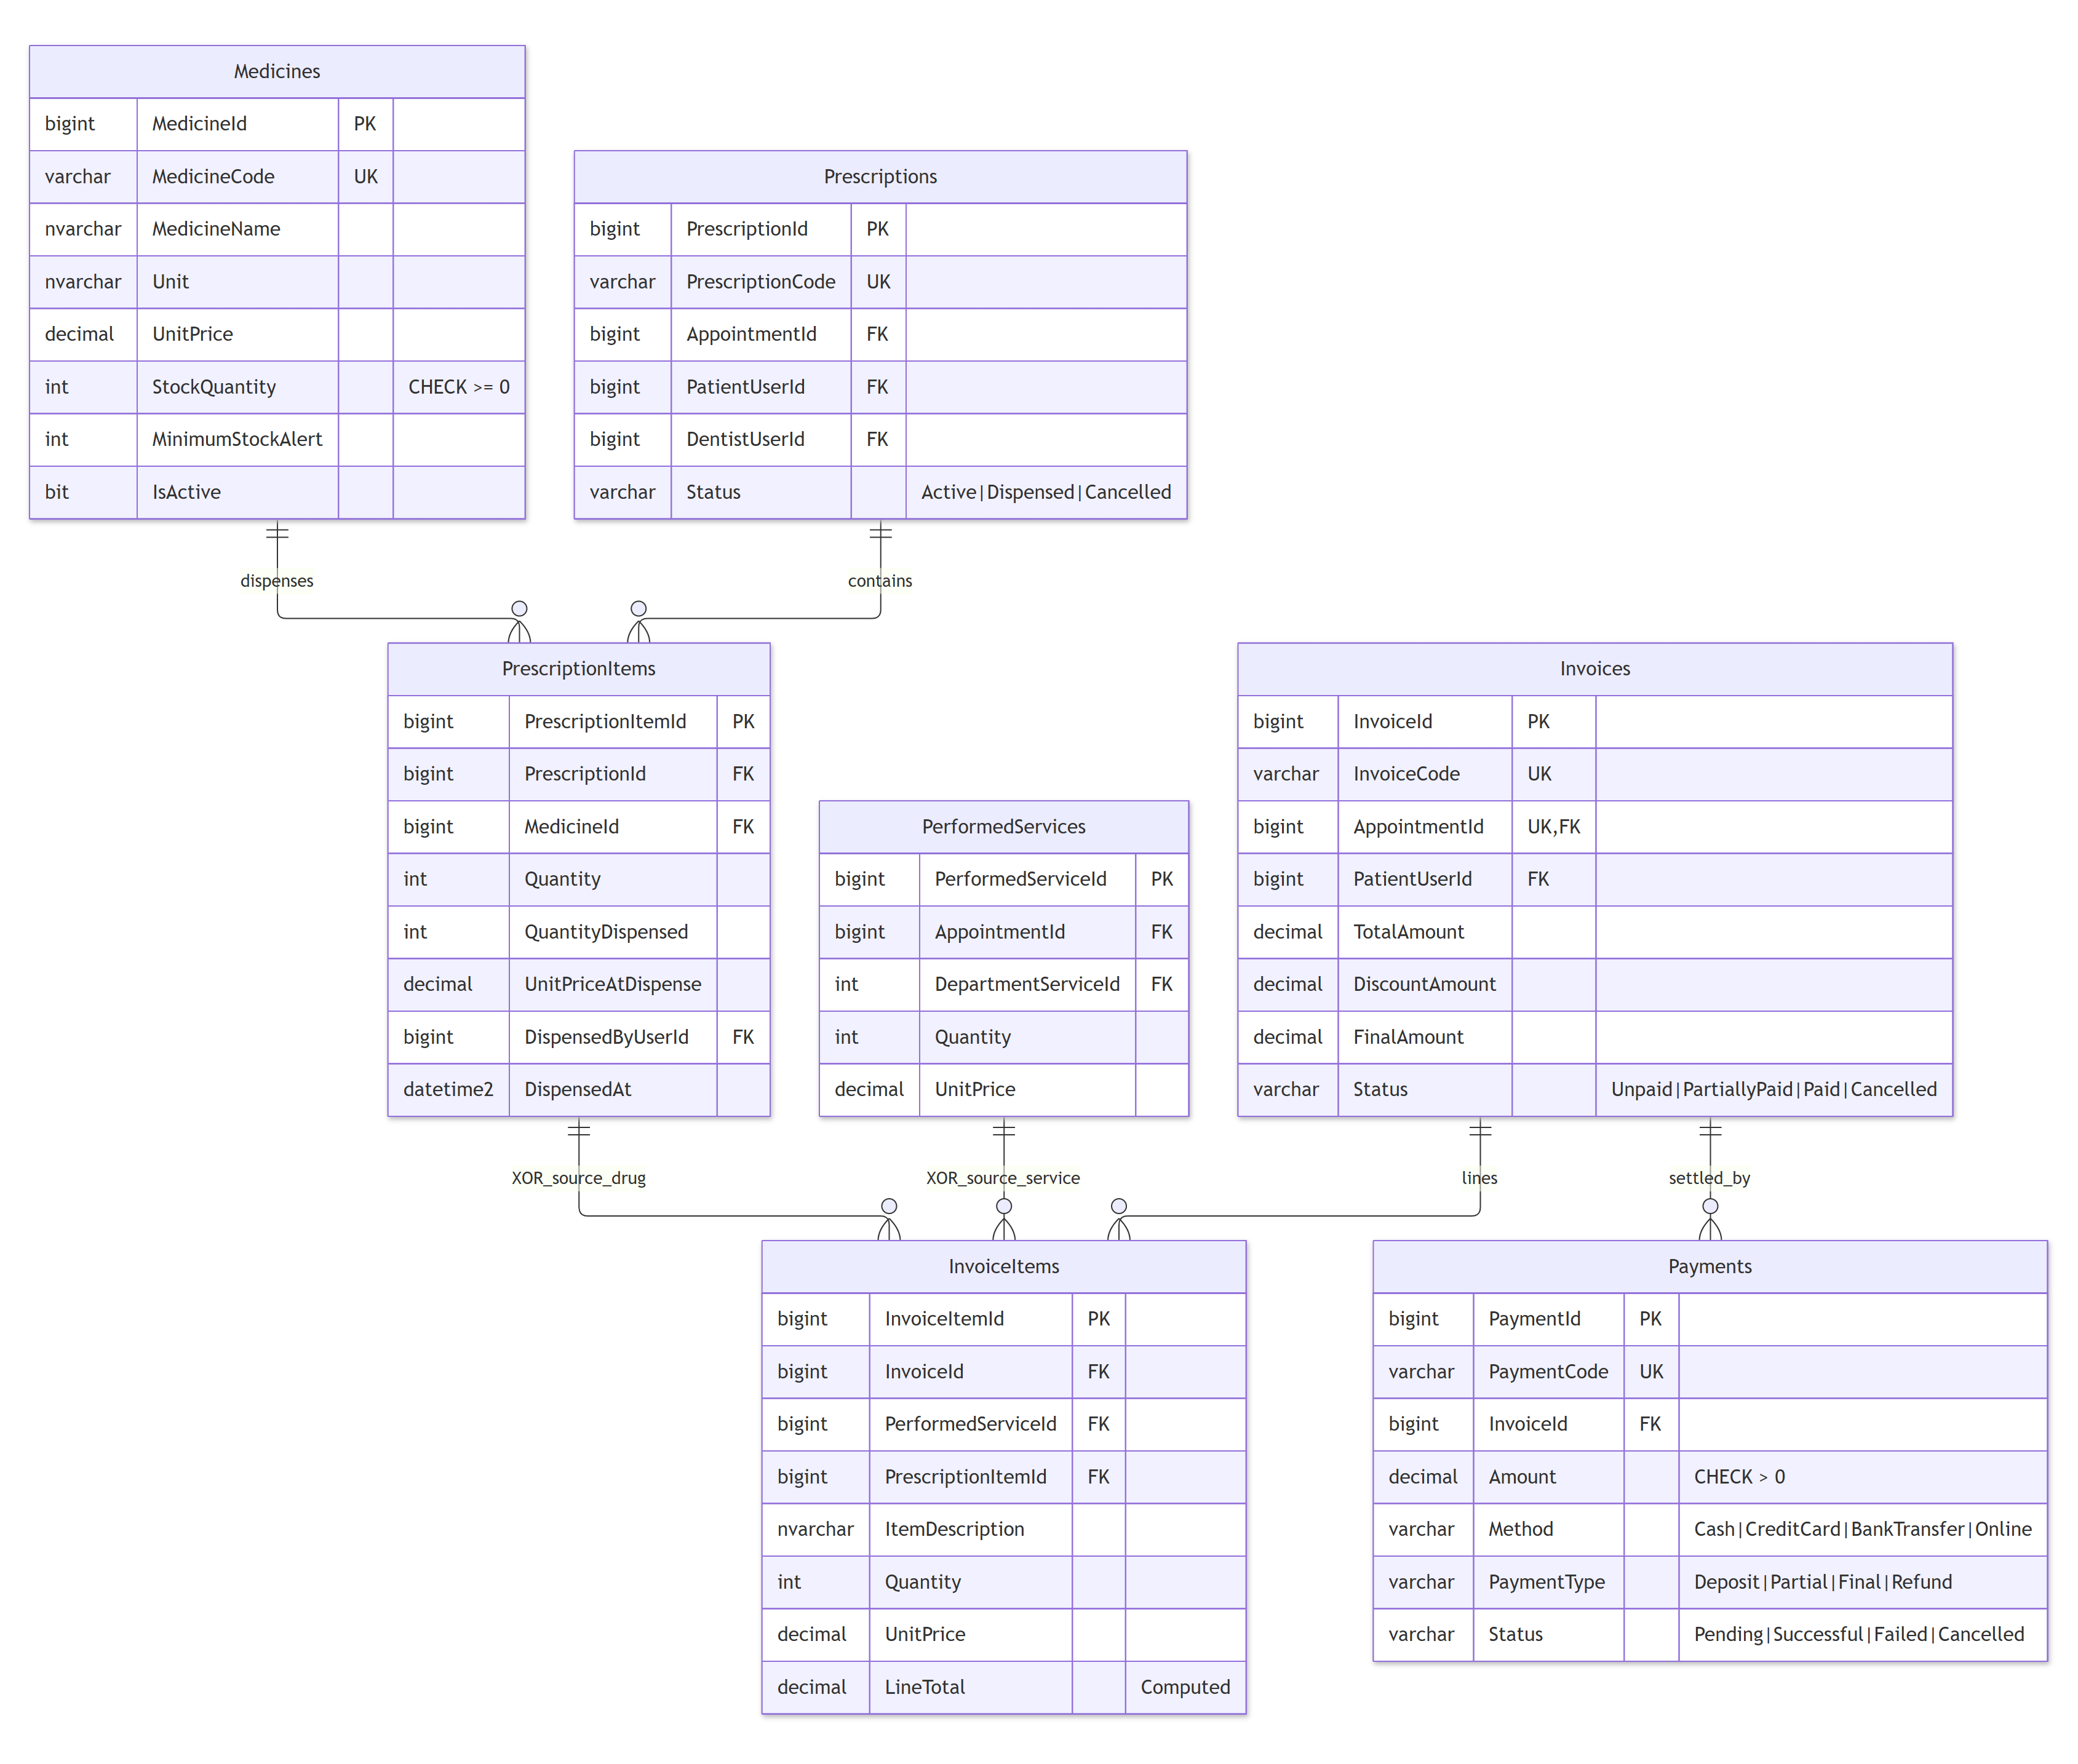 Medicines
bigint MedicineId PK
varchar MedicineCode UK
nvarchar MedicineName
nvarchar Unit
decimal UnitPrice
int StockQuantity CHECK >= 0
int MinimumStockAlert
bit IsActive
Prescriptions
bigint PrescriptionId PK
varchar PrescriptionCode UK
bigint AppointmentId FK
bigint PatientUserId FK
bigint DentistUserId FK
varchar Status Active|Dispensed|Cancelled
dispenses
contains
PrescriptionItems
bigint PrescriptionItemId PK
bigint PrescriptionId FK
bigint MedicineId FK
int Quantity
int QuantityDispensed
decimal UnitPriceAtDispense
bigint DispensedByUserId FK
datetime2 DispensedAt
PerformedServices
bigint PerformedServiceId PK
bigint AppointmentId FK
int DepartmentServiceId FK
int Quantity
decimal UnitPrice
Invoices
bigint InvoiceId PK
varchar InvoiceCode UK
bigint AppointmentId UK,FK
bigint PatientUserId FK
decimal TotalAmount
decimal DiscountAmount
decimal FinalAmount
varchar Status Unpaid|PartiallyPaid|Paid|Cancelled
XOR_source_drug
XOR_source_service
lines
settled_by
InvoiceItems
bigint InvoiceItemId PK
bigint InvoiceId FK
bigint PerformedServiceId FK
bigint PrescriptionItemId FK
nvarchar ItemDescription
int Quantity
decimal UnitPrice
decimal LineTotal Computed
Payments
bigint PaymentId PK
varchar PaymentCode UK
bigint InvoiceId FK
decimal Amount CHECK > 0
varchar Method Cash|CreditCard|BankTransfer|Online
varchar PaymentType Deposit|Partial|Final|Refund
varchar Status Pending|Successful|Failed|Cancelled